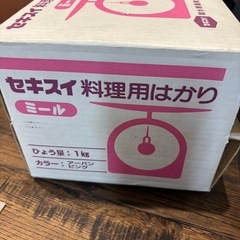 セキスイ 料理用はかり
ミール
ひょう量：1kg
カラー：アーバンピンク